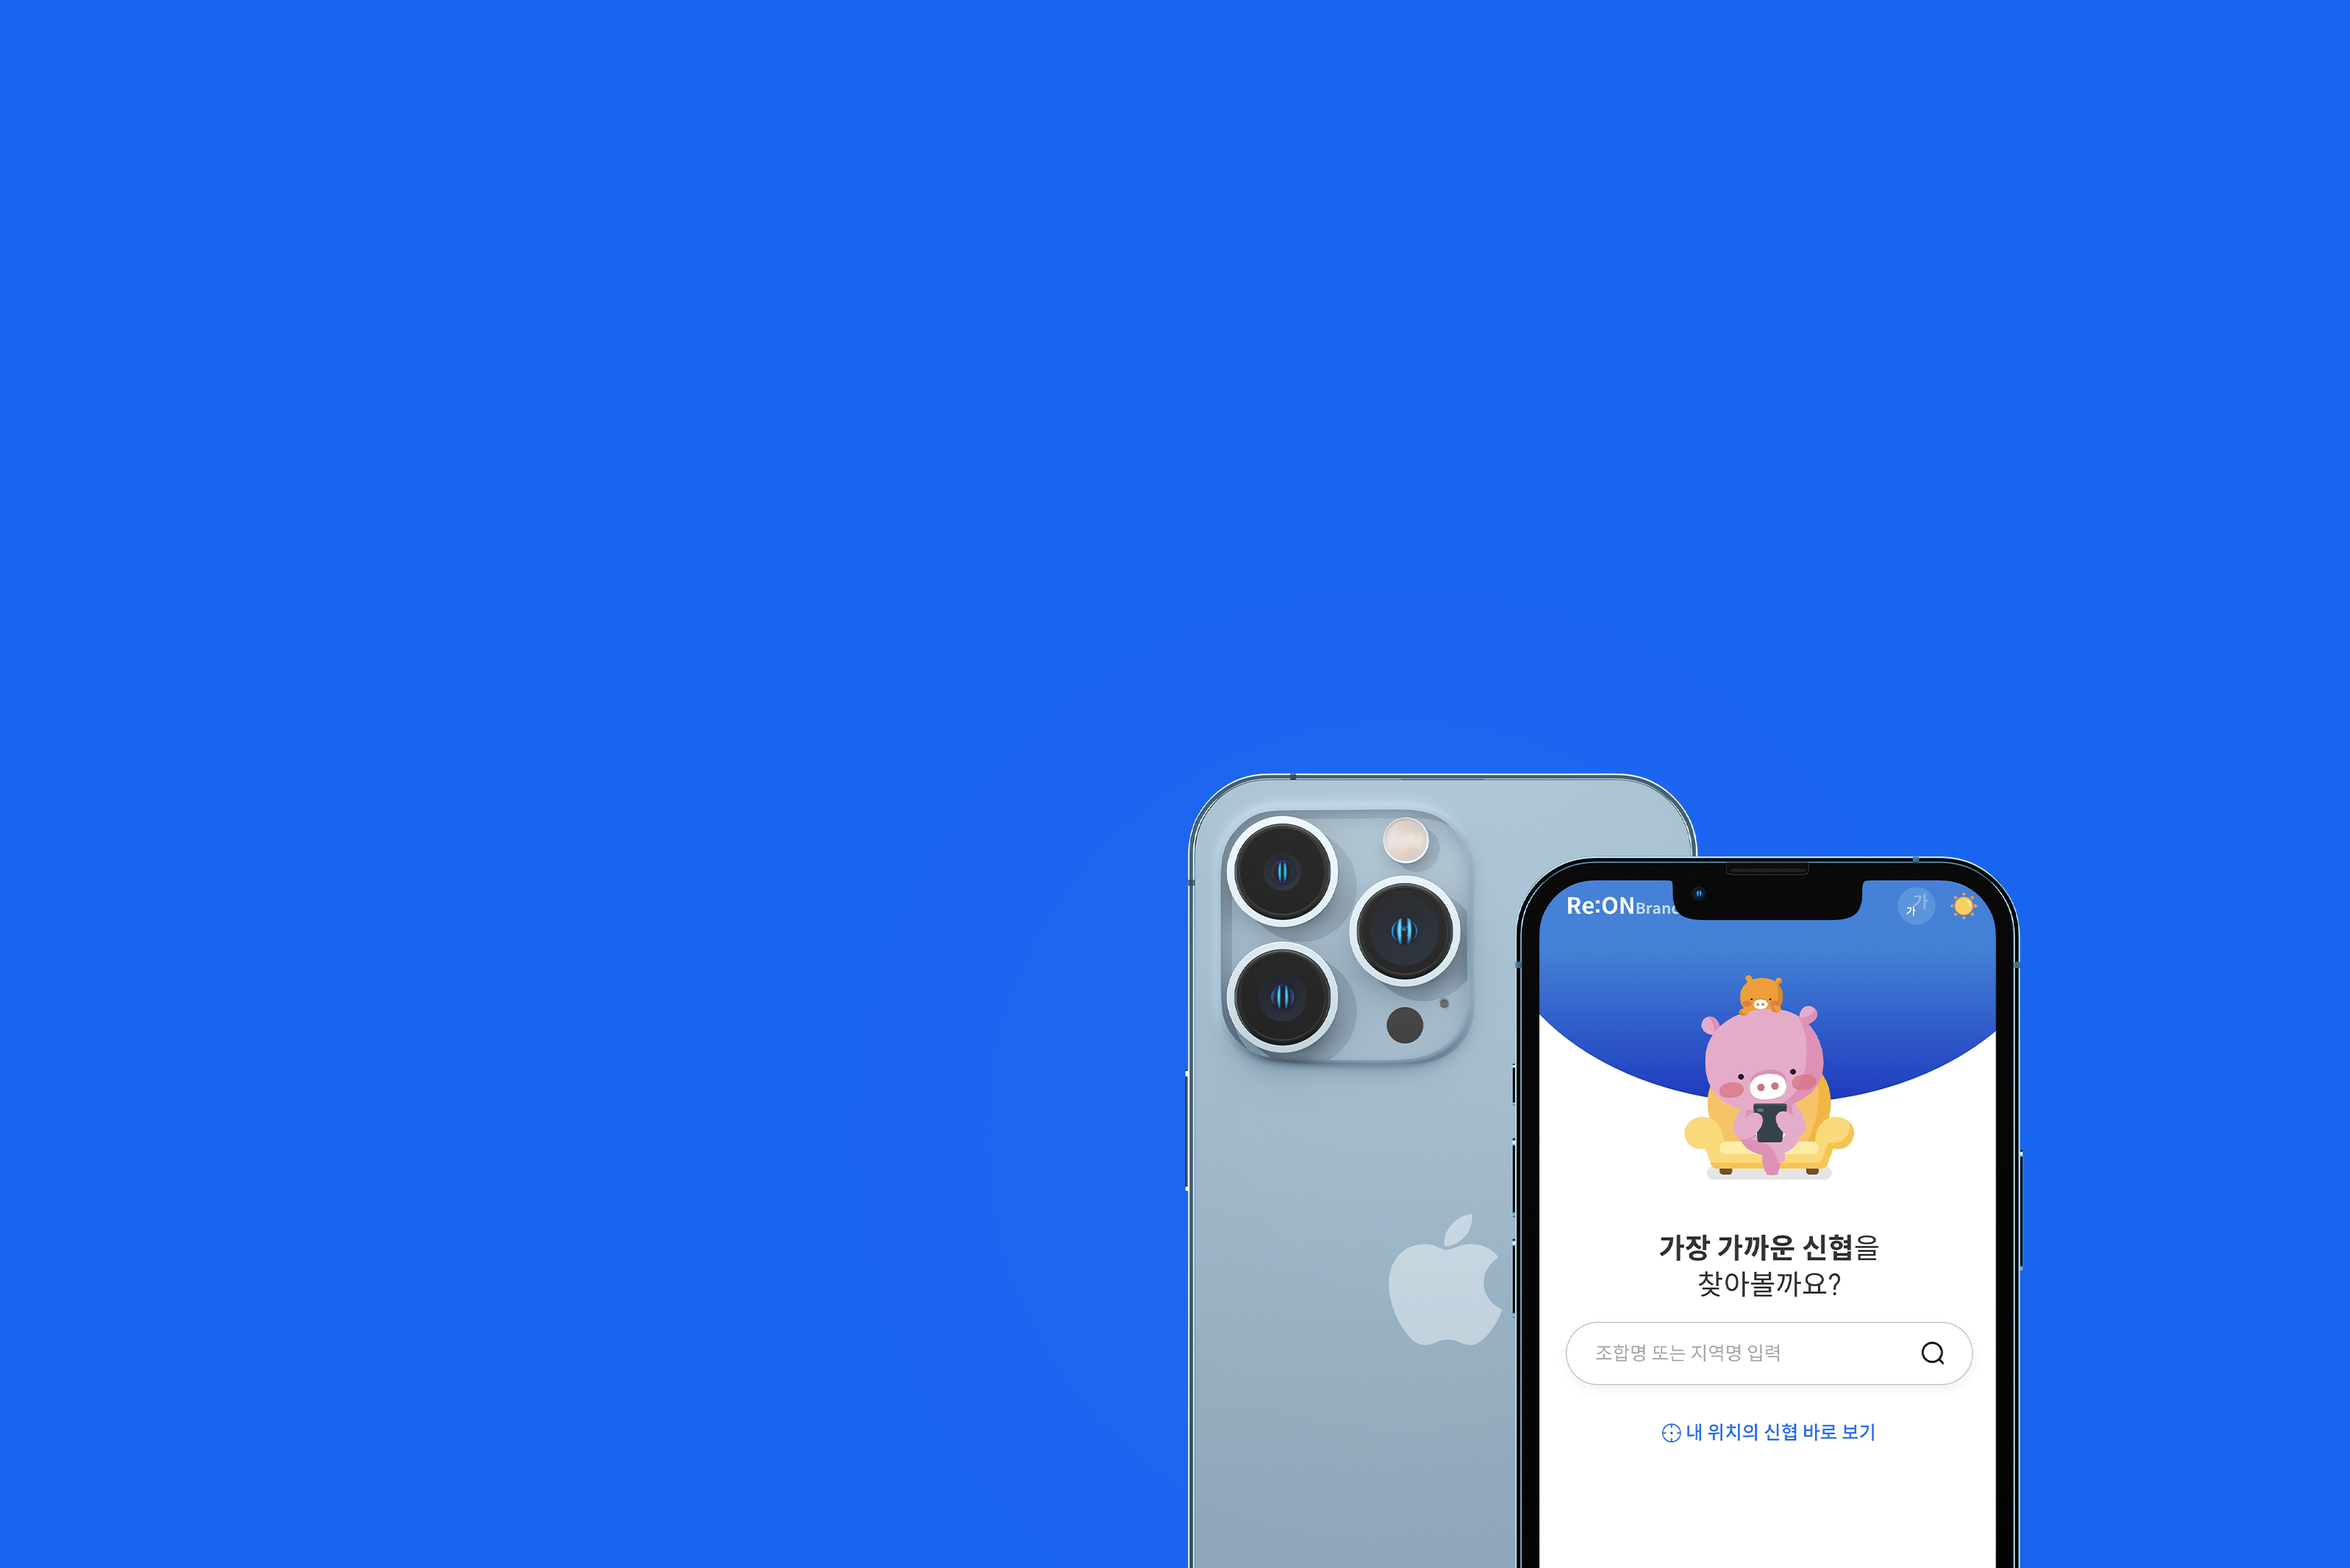 Re:ON
가 가
가장 가까운 신협을
찾아볼까요?
조합명 또는 지역명 입력
내 위치의 신협 바로 보기